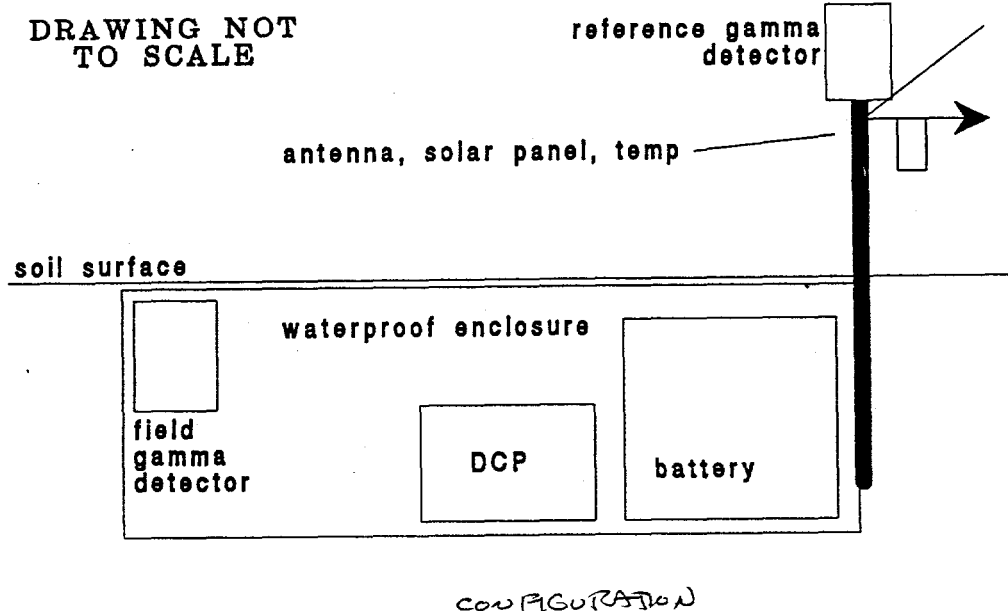 DRAWING NOT
TO SCALE
reference gamma
detector
antenna, solar panel, temp
soil surface
waterproof enclosure
field
gamma
detector
DCP
battery
CONFIGURATION